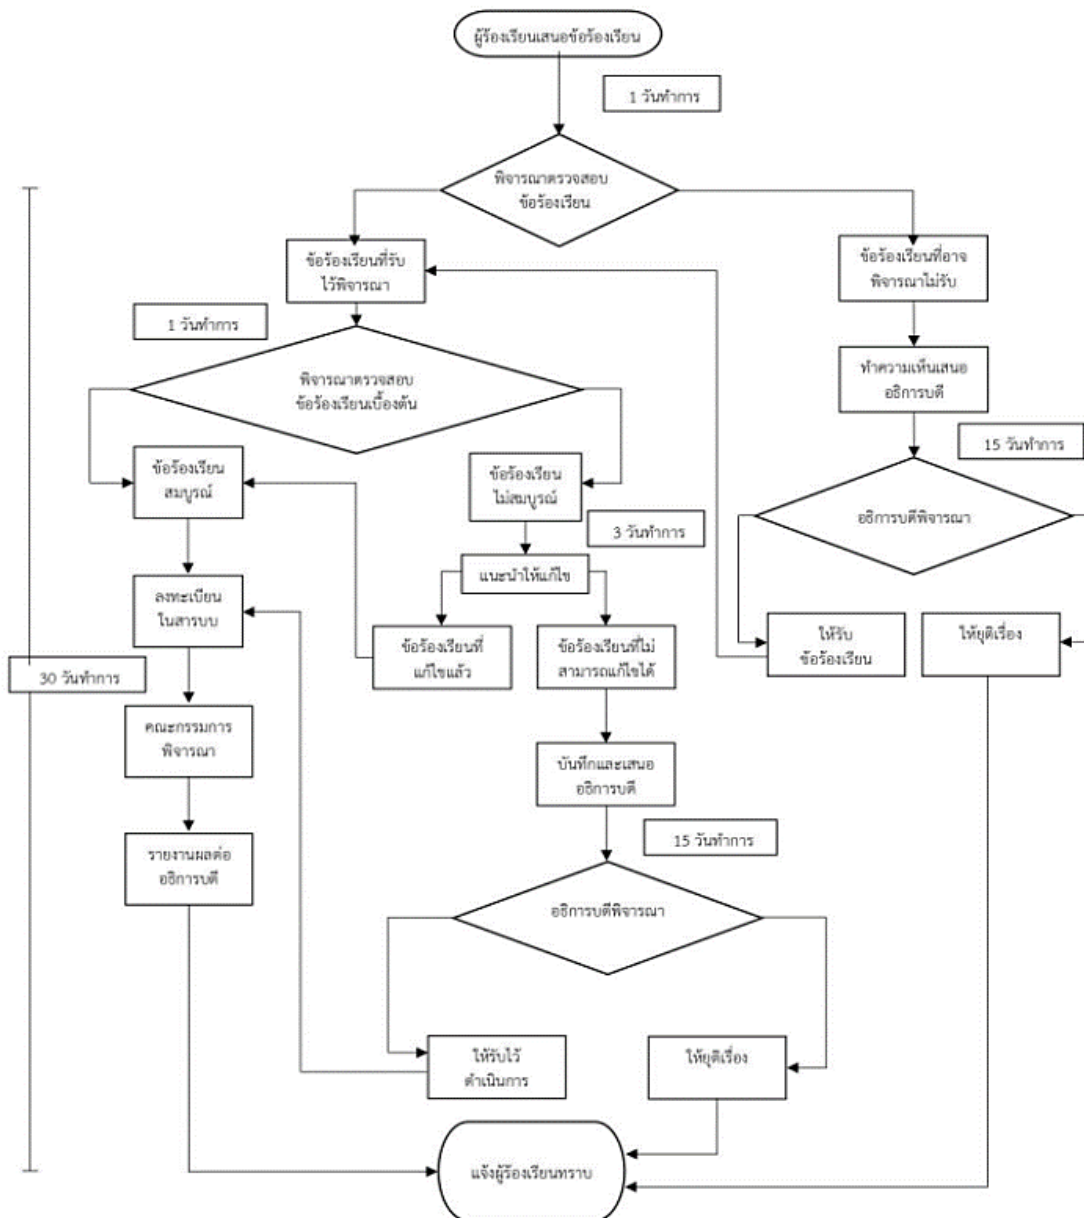 ผู้ร้องเรียนเสนอข้อร้องเรียน
1 วันทำการ
พิจารณาตรวจสอบ
ข้อร้องเรียน
ข้อร้องเรียนที่รับ
ไว้พิจารณา
ข้อร้องเรียนที่อาจ
พิจารณาไม่รับ
1 วันทำการ
พิจารณาตรวจสอบ
ข้อร้องเรียนเบื้องต้น
ทำความเห็นเสนอ
อธิการบดี
15 วันทำการ
ข้อร้องเรียน
สมบูรณ์
ข้อร้องเรียน
ไม่สมบูรณ์
อธิการบดีพิจารณา
3 วันทำการ
แนะนำให้แก้ไข
ลงทะเบียน
ในสารบบ
ข้อร้องเรียนที่
แก้ไขแล้ว
ข้อร้องเรียนที่ไม่
สามารถแก้ไขได้
ให้รับ
ข้อร้องเรียน
ให้ยุติเรื่อง
30 วันทำการ
คณะกรรมการ
พิจารณา
บันทึกและเสนอ
อธิการบดี
15 วันทำการ
รายงานผลต่อ
อธิการบดี
อธิการบดีพิจารณา
ให้รับไว้
ดำเนินการ
ให้ยุติเรื่อง
แจ้งผู้ร้องเรียนทราบ